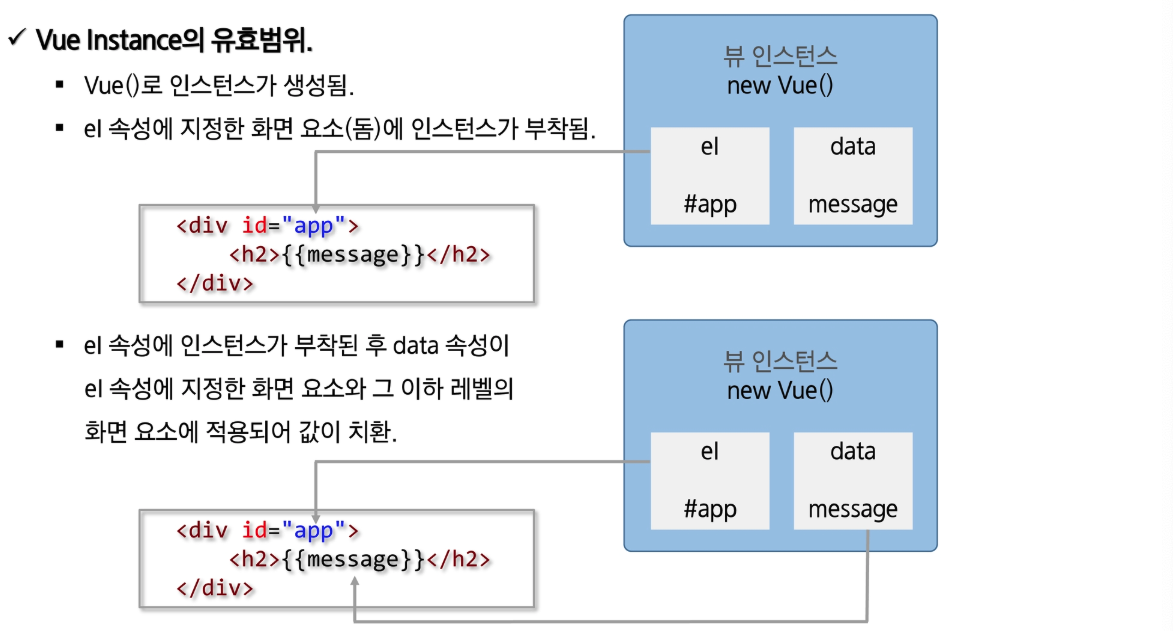 ✓ Vue Instance의 유효범위.
▪ Vue()로 인스턴스가 생성됨.
▪ el 속성에 지정한 화면 요소(돔)에 인스턴스가 부착됨.
<div id="app">
<h2>{{message}}</h2>
</div>
뷰 인스턴스
new Vue()
el
#app
data
message
▪ el 속성에 인스턴스가 부착된 후 data 속성이
el 속성에 지정한 화면 요소와 그 이하 레벨의
화면 요소에 적용되어 값이 치환.
<div id="app">
<h2>{{message}}</h2>
</div>
뷰 인스턴스
new Vue()
el
#app
data
message